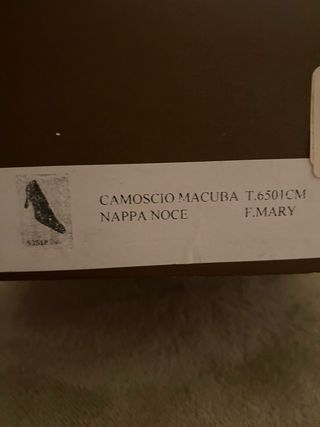 CAMOSCIO MACUBA T.6501CM
NAPPA NOCE F.MARY